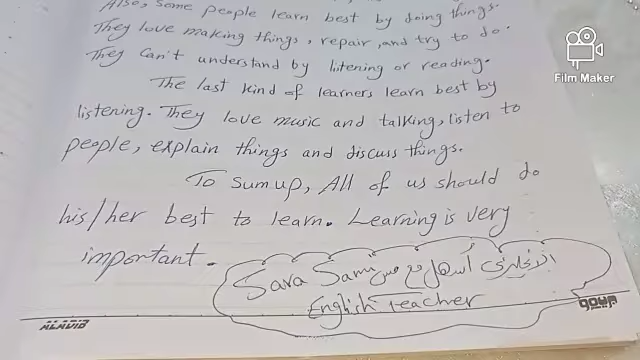 Also, Some people learn best by doing things.
They love making things, repair, and try to do.
They can't understand by listening or reading.
The last kind of learners learn best by
listening. They love music and talking, listen to
people, explain things and discuss things.
To Sum up, All of us should do
his/her best to learn. Learning is very
important.
الانجليزى أسهل مع مس Sara Sami
English teacher
Film Maker